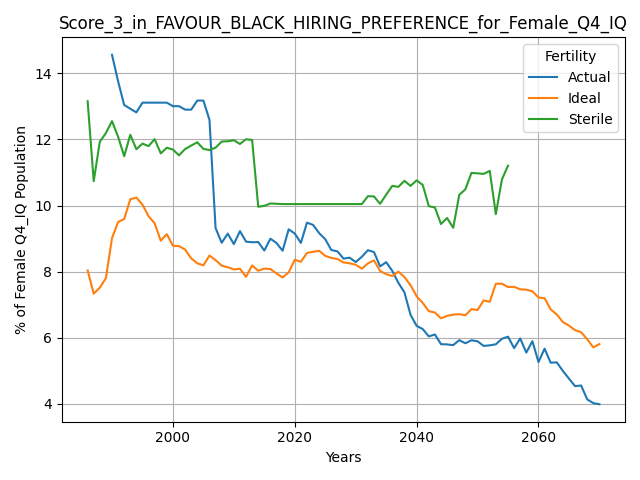 Score_3_in_FAVOUR_BLACK_HIRING_PREFERENCE_for_Female_Q4_IQ
Fertility
Actual
Ideal
Sterile
% of Female Q4_IQ Population
14
12
10
8
6
4
2000 2020 2040 2060
Years